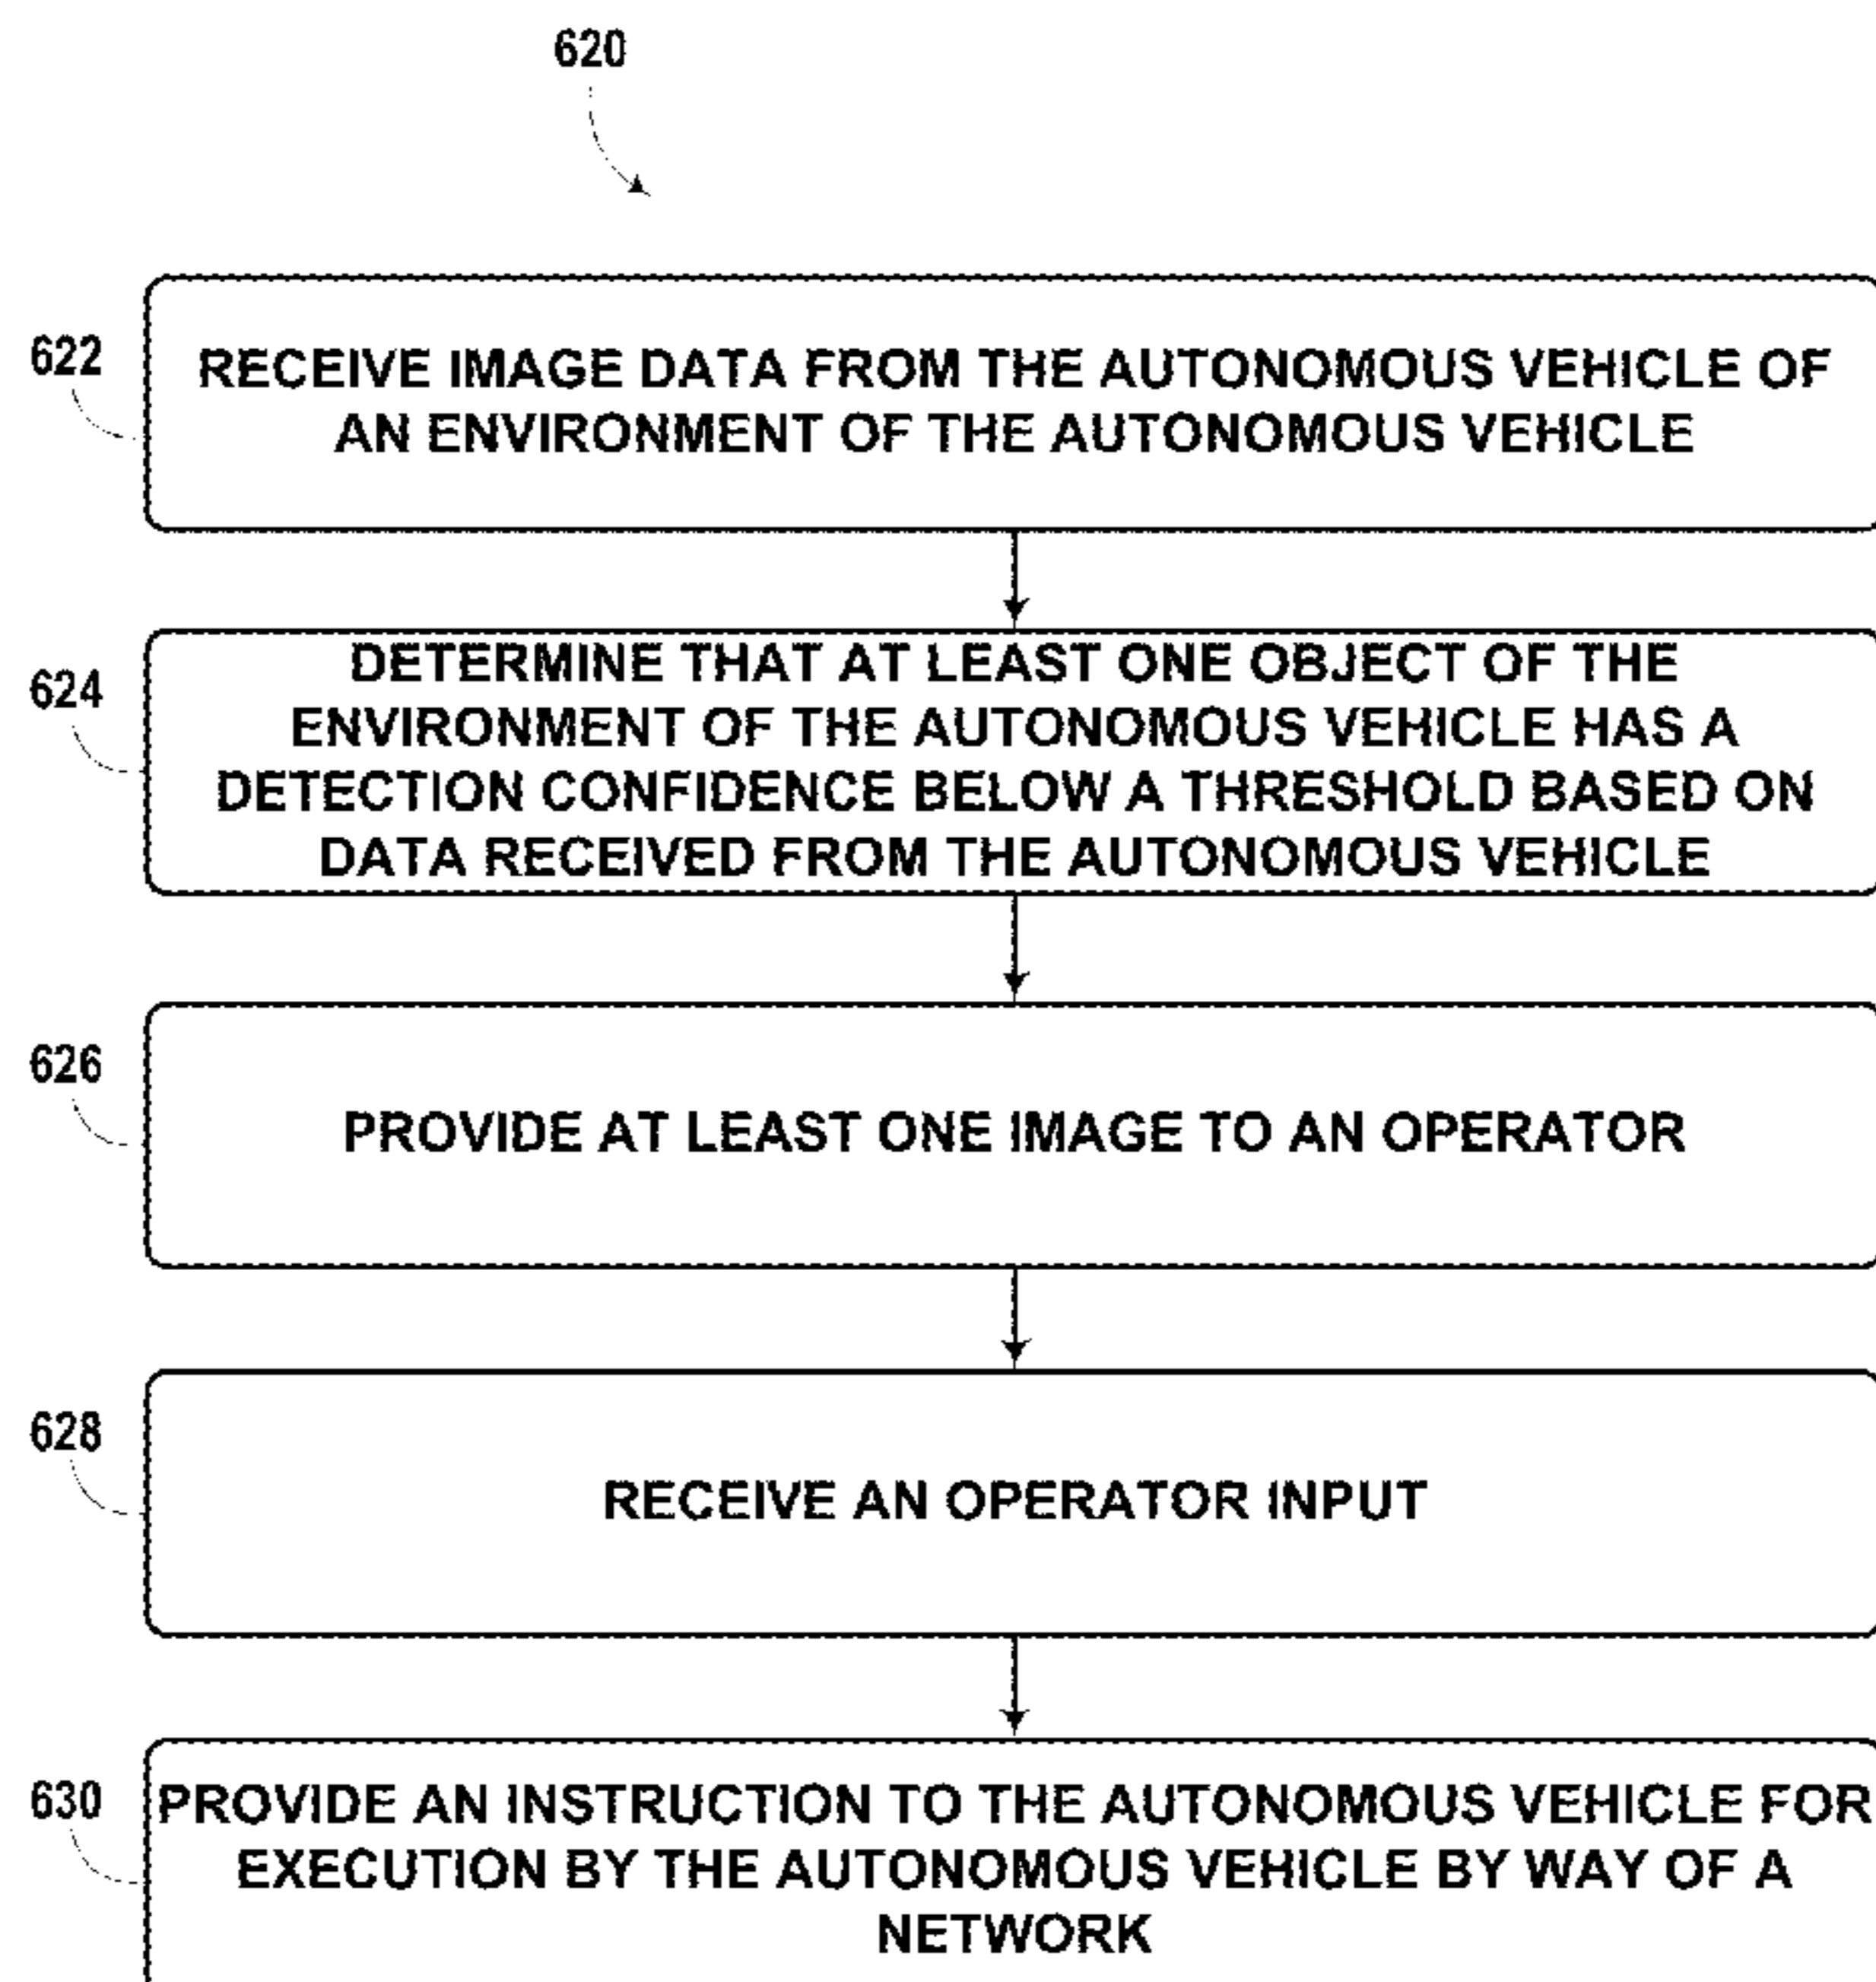 620
622
RECEIVE IMAGE DATA FROM THE AUTONOMOUS VEHICLE OF
AN ENVIRONMENT OF THE AUTONOMOUS VEHICLE
624
DETERMINE THAT AT LEAST ONE OBJECT OF THE
ENVIRONMENT OF THE AUTONOMOUS VEHICLE HAS A
DETECTION CONFIDENCE BELOW A THRESHOLD BASED ON
DATA RECEIVED FROM THE AUTONOMOUS VEHICLE
626
PROVIDE AT LEAST ONE IMAGE TO AN OPERATOR
628
RECEIVE AN OPERATOR INPUT
630
PROVIDE AN INSTRUCTION TO THE AUTONOMOUS VEHICLE FOR
EXECUTION BY THE AUTONOMOUS VEHICLE BY WAY OF A
NETWORK